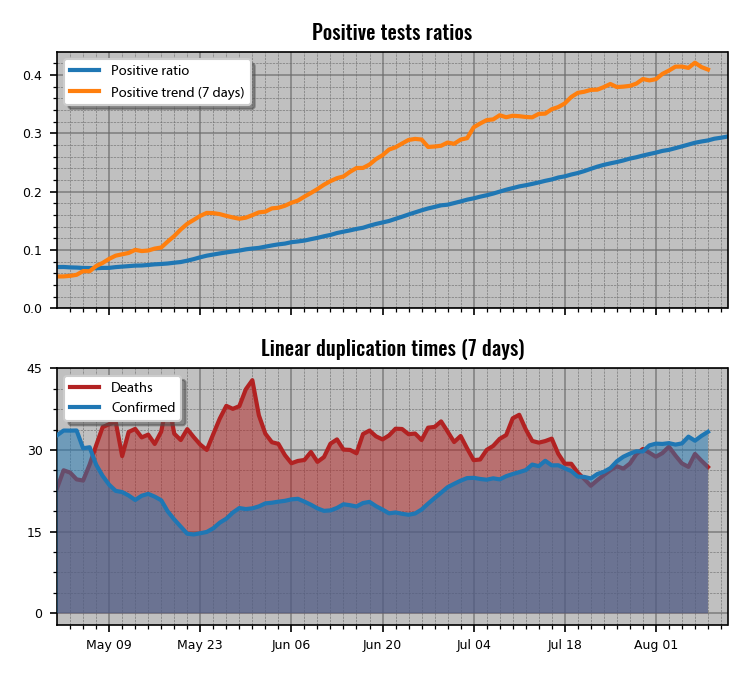 Positive tests ratios
Positive ratio
Positive trend (7 days)
0.4
0.3
0.2
0.1
0.0
Linear duplication times (7 days)
Deaths
Confirmed
45
30
15
0
May 09 May 23 Jun 06 Jun 20 Jul 04 Jul 18 Aug 01